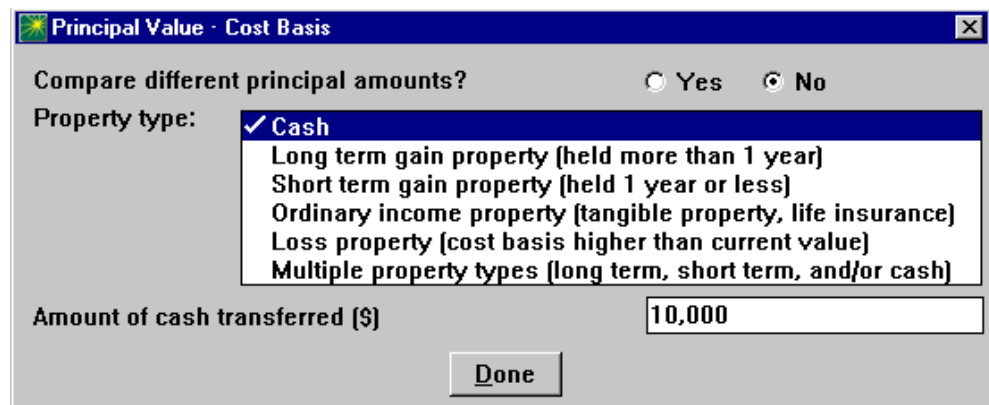 Principal Value - Cost Basis
Compare different principal amounts? Yes No
Property type:
Cash
Long term gain property (held more than 1 year)
Short term gain property (held 1 year or less)
Ordinary income property (tangible property, life insurance)
Loss property (cost basis higher than current value)
Multiple property types (long term, short term, and/or cash)
Amount of cash transferred ($) 10,000
Done